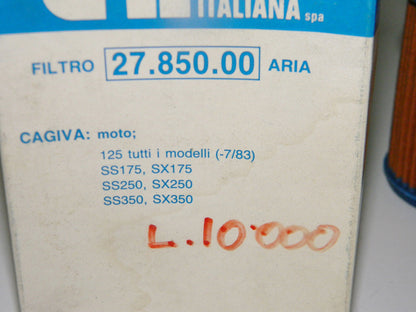 ITALIANA spa
FILTRO 27.850.00 ARIA
CAGIVA: moto;
125 tutti i modelli (-7/83)
SS175, SX175
SS250, SX250
SS350, SX350
L.10.000